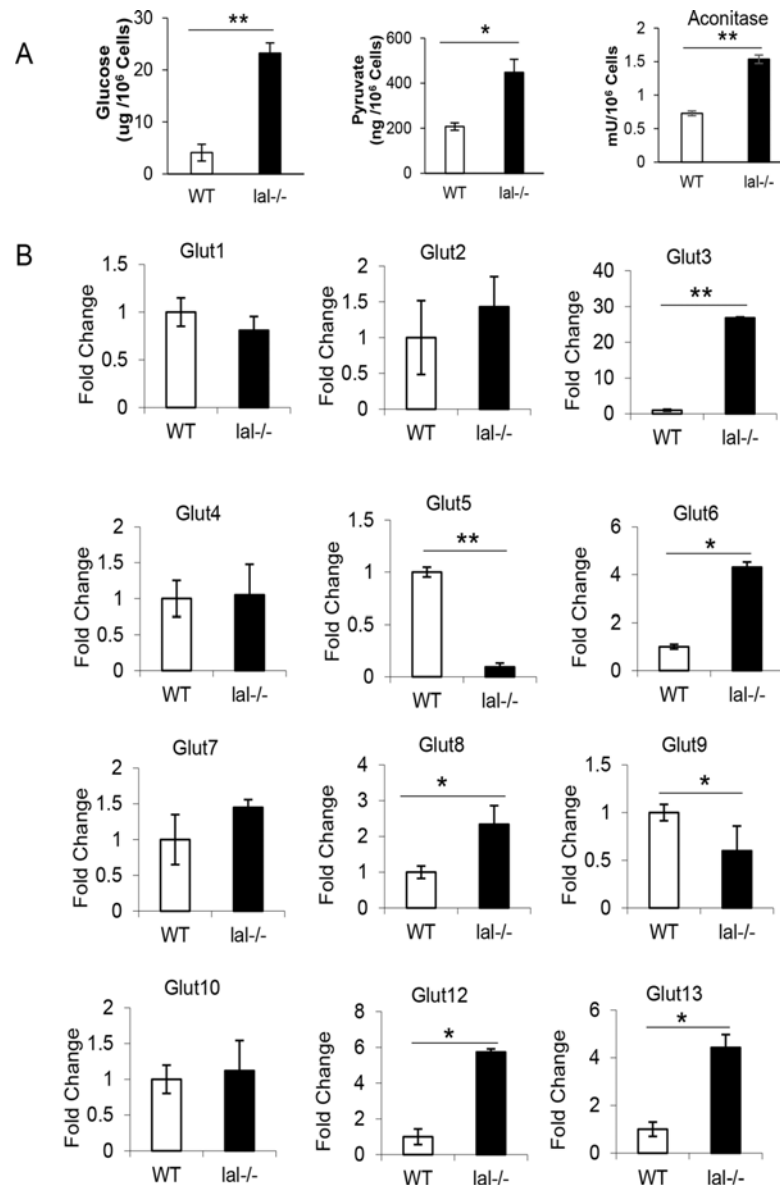 A
Glucose
(ug /10⁶ Cells)
30
20
10
0
**
WT
lal-/-
Pyruvate
(ng /10⁶ Cells)
600
400
200
0
*
WT
lal-/-
Aconitase
mU/10⁶ Cells
2
1.5
1
0.5
0
**
WT
lal-/-
B
Glut1
Fold Change
1.5
1
0.5
0
WT
lal-/-
Glut2
Fold Change
2
1.5
1
0.5
0
WT
lal-/-
Glut3
Fold Change
40
30
20
10
0
**
WT
lal-/-
Glut4
Fold Change
2
1.5
1
0.5
0
WT
lal-/-
Glut5
Fold Change
1.5
1
0.5
0
**
WT
lal-/-
Glut6
Fold Change
6
4
2
0
*
WT
lal-/-
Glut7
Fold Change
2
1.5
1
0.5
0
WT
lal-/-
Glut8
Fold Change
4
3
2
1
0
*
WT
lal-/-
Glut9
Fold Change
1.5
1
0.5
0
*
WT
lal-/-
Glut10
Fold Change
2
1.5
1
0.5
0
WT
lal-/-
Glut12
Fold Change
8
6
4
2
0
*
WT
lal-/-
Glut13
Fold Change
6
4
2
0
*
WT
lal-/-